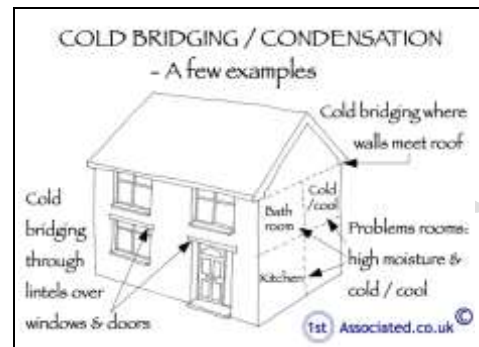 COLD BRIDGING / CONDENSATION
- A few examples
Cold bridging where
walls meet roof
Cold
bridging
through
lintels over
windows & doors
Bath
room
Cold
/cool
Kitchen
Problems rooms:
high moisture &
cold / cool
1st Associated.co.uk ©